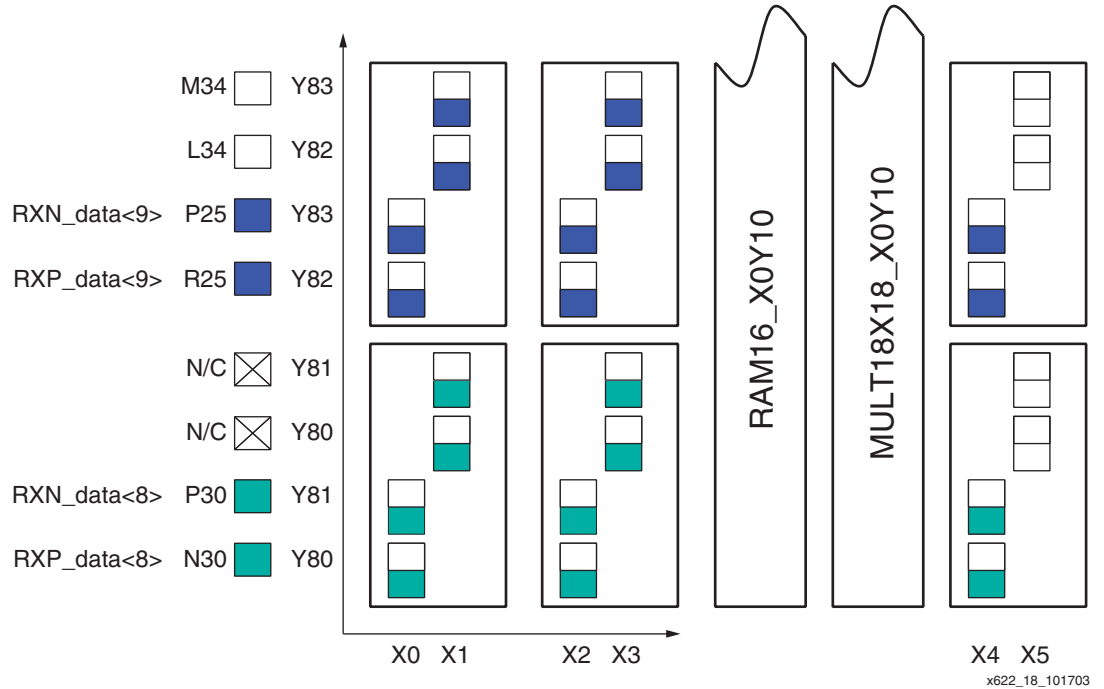 M34 Y83
L34 Y82
RXN_data<9> P25 Y83
RXP_data<9> R25 Y82
N/C Y81
N/C Y80
RXN_data<8> P30 Y81
RXP_data<8> N30 Y80
RAM16_X0Y10
MULT18X18_X0Y10
X0 X1 X2 X3 X4 X5
x622_18_101703